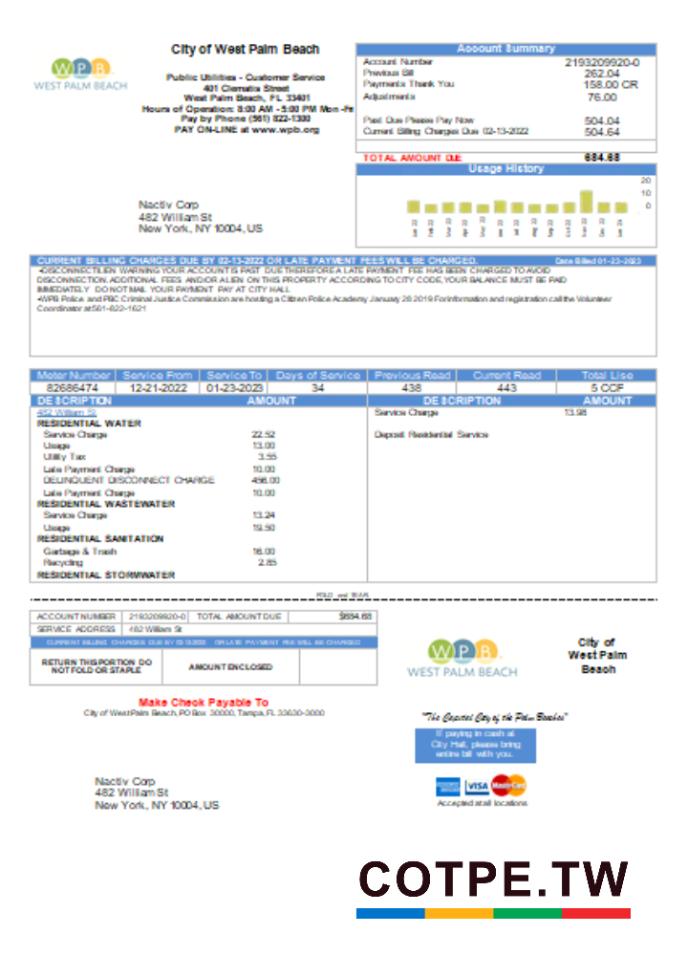 WPB
WEST PALM BEACH
City of West Palm Beach
Public Utilities - Customer Service
401 Clematis Street
West Palm Beach, FL 33401
Hours of Operation: 8:00 AM - 5:00 PM Mon -Fri
Pay by Phone (561) 822-1300
PAY ON-LINE at www.wpb.org
Account Summary
Account Number 2193209920-0
Previous Bill 262.04
Payments Thank You 158.00 CR
Adjustments 76.00
Past Due Please Pay Now 504.04
Current Billing Charges Due 02-13-2022 504.64
TOTAL AMOUNT DUE 684.68
Usage History
20
10
0
Nactiv Corp
482 William St
New York, NY 10004, US
CURRENT BILLING CHARGES DUE BY 02-13-2022 OR LATE PAYMENT FEES WILL BE CHARGED. Date Billed 01-23-2023
•DISCONNECT/LIEN WARNING YOUR ACCOUNT IS PAST DUE THEREFORE A LATE PAYMENT FEE HAS BEEN CHARGED TO AVOID
DISCONNECTION, ADDITIONAL FEES AND/OR A LIEN ON THIS PROPERTY ACCORDING TO CITY CODE, YOUR BALANCE MUST BE PAID
IMMEDIATELY DO NOT MAIL YOUR PAYMENT PAY AT CITY HALL
•WPB Police and PBC Criminal Justice Commission are hosting a Citizen Police Academy January 28 2019 For information and registration call the Volunteer
Coordinator at 561-822-1621
Meter Number Service From Service To Days of Service Previous Read Current Read Total Use
82686474 12-21-2022 01-23-2023 34 438 443 5 CCF
DESCRIPTION AMOUNT DESCRIPTION AMOUNT
482 William St Service Charge 13.98
RESIDENTIAL WATER
Service Charge 22.52 Deposit Residential Service
Usage 13.00
Utility Tax 3.55
Late Payment Charge 10.00
DELINQUENT DISCONNECT CHARGE 456.00
Late Payment Charge 10.00
RESIDENTIAL WASTEWATER
Service Charge 13.24
Usage 19.50
RESIDENTIAL SANITATION
Garbage & Trash 16.00
Recycling 2.85
RESIDENTIAL STORMWATER
FOLD and TEAR
ACCOUNT NUMBER 2193209920-0 TOTAL AMOUNT DUE $684.68
SERVICE ADDRESS 482 William St
CURRENT BILLING CHARGES DUE BY OR LATE PAYMENT FEE WILL BE CHARGED
RETURN THIS PORTION DO
NOT FOLD OR STAPLE
AMOUNT ENCLOSED
WPB
WEST PALM BEACH
City of
West Palm
Beach
Make Check Payable To
City of West Palm Beach, PO Box 30000, Tampa, FL 33630-3000
"The Capital City of the Palm Beaches"
If paying in cash at
City Hall, please bring
entire bill with you.
VISA MasterCard
Accepted at all locations
Nactiv Corp
482 William St
New York, NY 10004, US
COTPE.TW